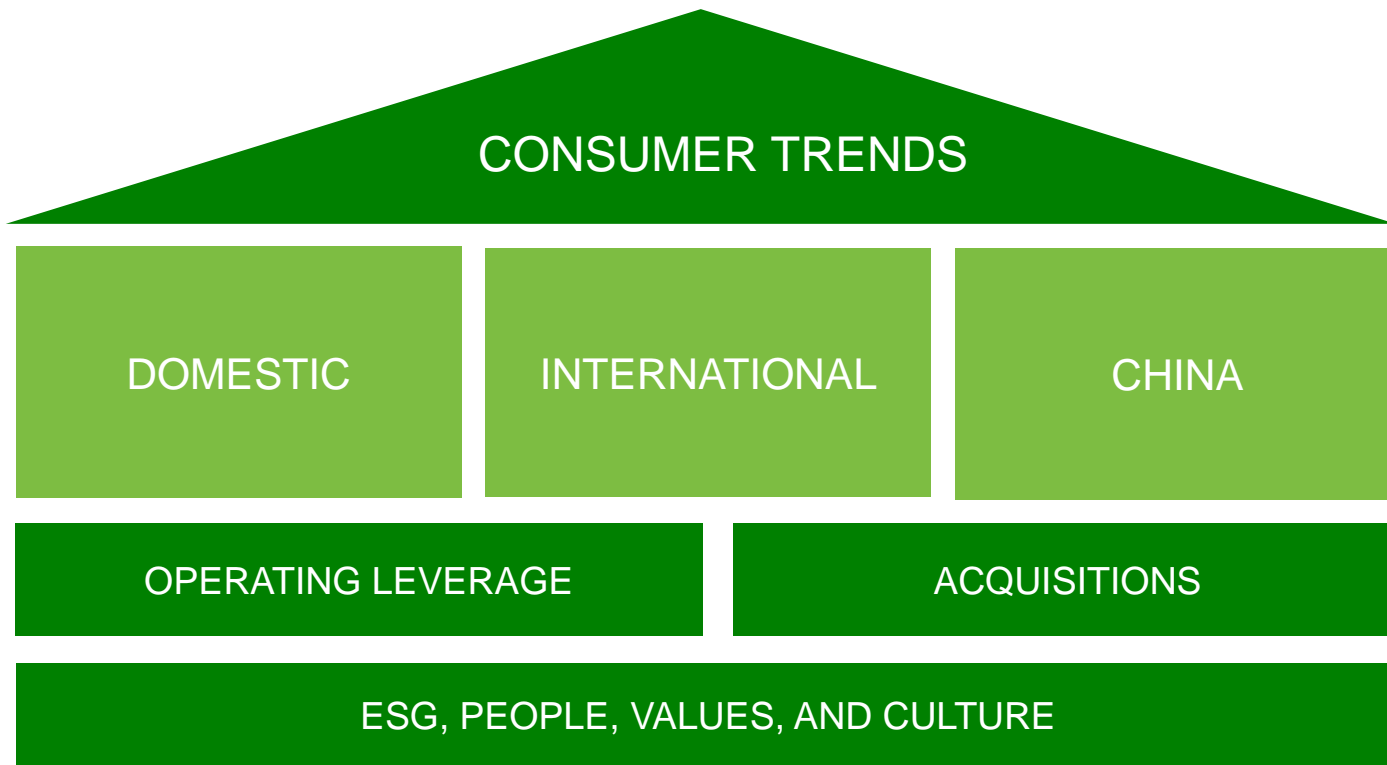 CONSUMER TRENDS
DOMESTIC
INTERNATIONAL
CHINA
OPERATING LEVERAGE
ACQUISITIONS
ESG, PEOPLE, VALUES, AND CULTURE